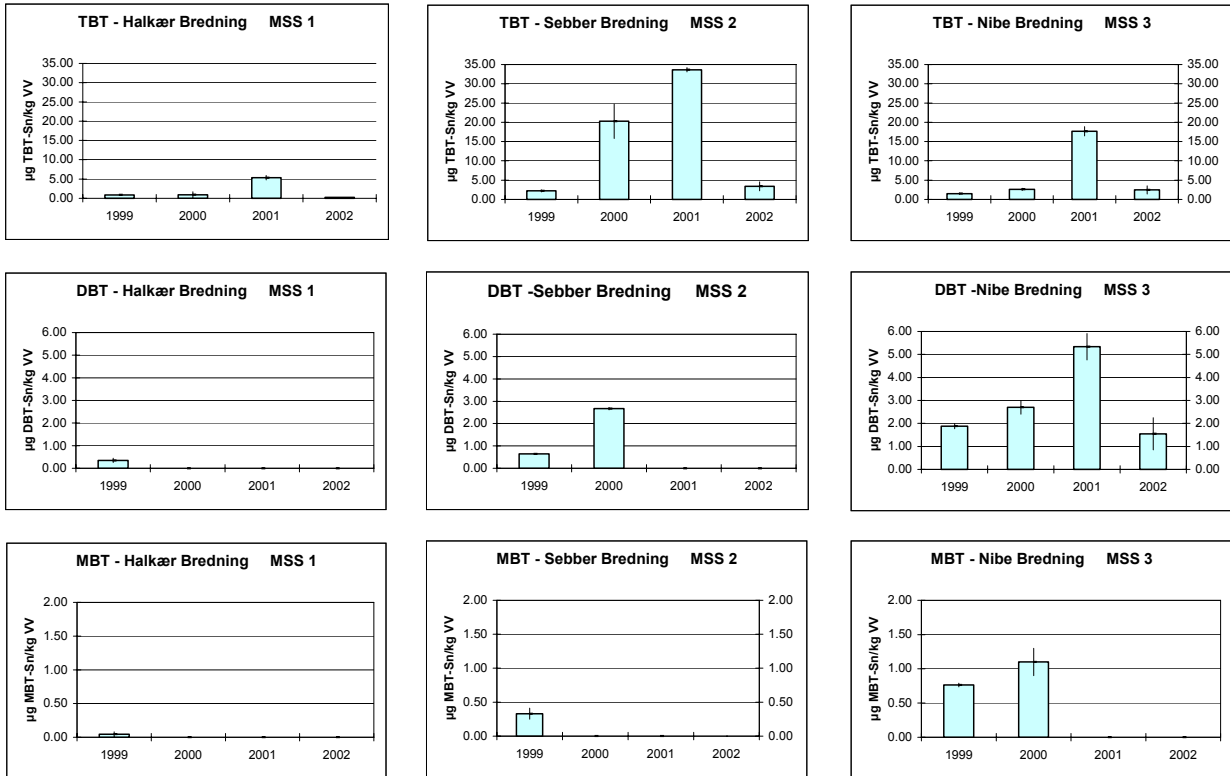 TBT - Halkær Bredning MSS 1
µg TBT-Sn/kg VV
35.00
30.00
25.00
20.00
15.00
10.00
5.00
0.00
1999 2000 2001 2002
TBT - Sebber Bredning MSS 2
µg TBT-Sn/kg VV
35.00
30.00
25.00
20.00
15.00
10.00
5.00
0.00
1999 2000 2001 2002
TBT - Nibe Bredning MSS 3
µg TBT-Sn/kg VV
35.00 35.00
30.00 30.00
25.00 25.00
20.00 20.00
15.00 15.00
10.00 10.00
5.00 5.00
0.00 0.00
1999 2000 2001 2002
DBT - Halkær Bredning MSS 1
µg DBT-Sn/kg VV
6.00
5.00
4.00
3.00
2.00
1.00
0.00
1999 2000 2001 2002
DBT -Sebber Bredning MSS 2
µg DBT-Sn/kg VV
6.00
5.00
4.00
3.00
2.00
1.00
0.00
1999 2000 2001 2002
DBT -Nibe Bredning MSS 3
µg DBT-Sn/kg VV
6.00 6.00
5.00 5.00
4.00 4.00
3.00 3.00
2.00 2.00
1.00 1.00
0.00 0.00
1999 2000 2001 2002
MBT - Halkær Bredning MSS 1
µg MBT-Sn/kg VV
2.00
1.50
1.00
0.50
0.00
1999 2000 2001 2002
MBT - Sebber Bredning MSS 2
µg MBT-Sn/kg VV
2.00 2.00
1.50 1.50
1.00 1.00
0.50 0.50
0.00 0.00
1999 2000 2001 2002
MBT - Nibe Bredning MSS 3
µg MBT-Sn/kg VV
2.00
1.50
1.00
0.50
0.00
1999 2000 2001 2002